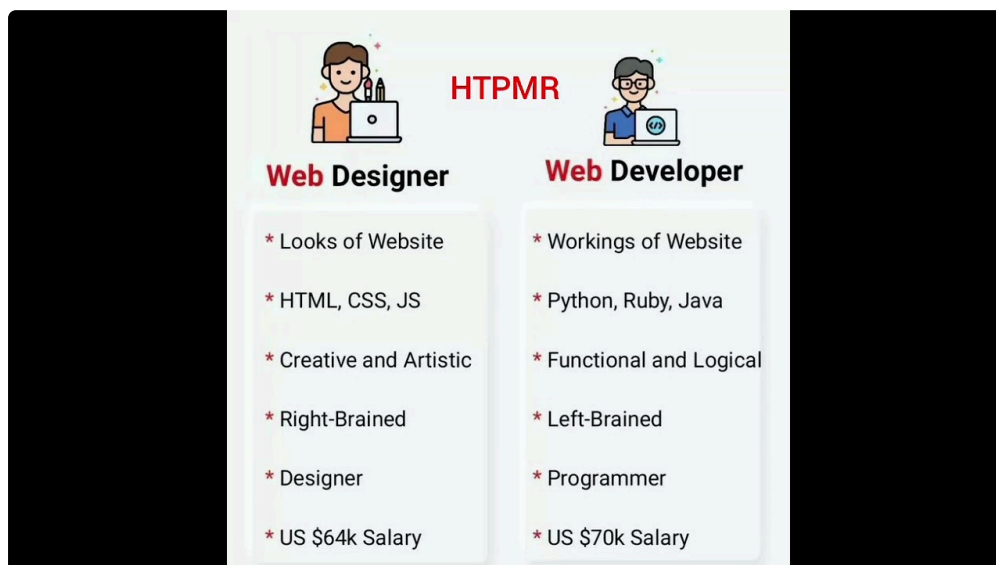 HTPMR
Web Designer
* Looks of Website
* HTML, CSS, JS
* Creative and Artistic
* Right-Brained
* Designer
* US $64k Salary
</>
Web Developer
* Workings of Website
* Python, Ruby, Java
* Functional and Logical
* Left-Brained
* Programmer
* US $70k Salary